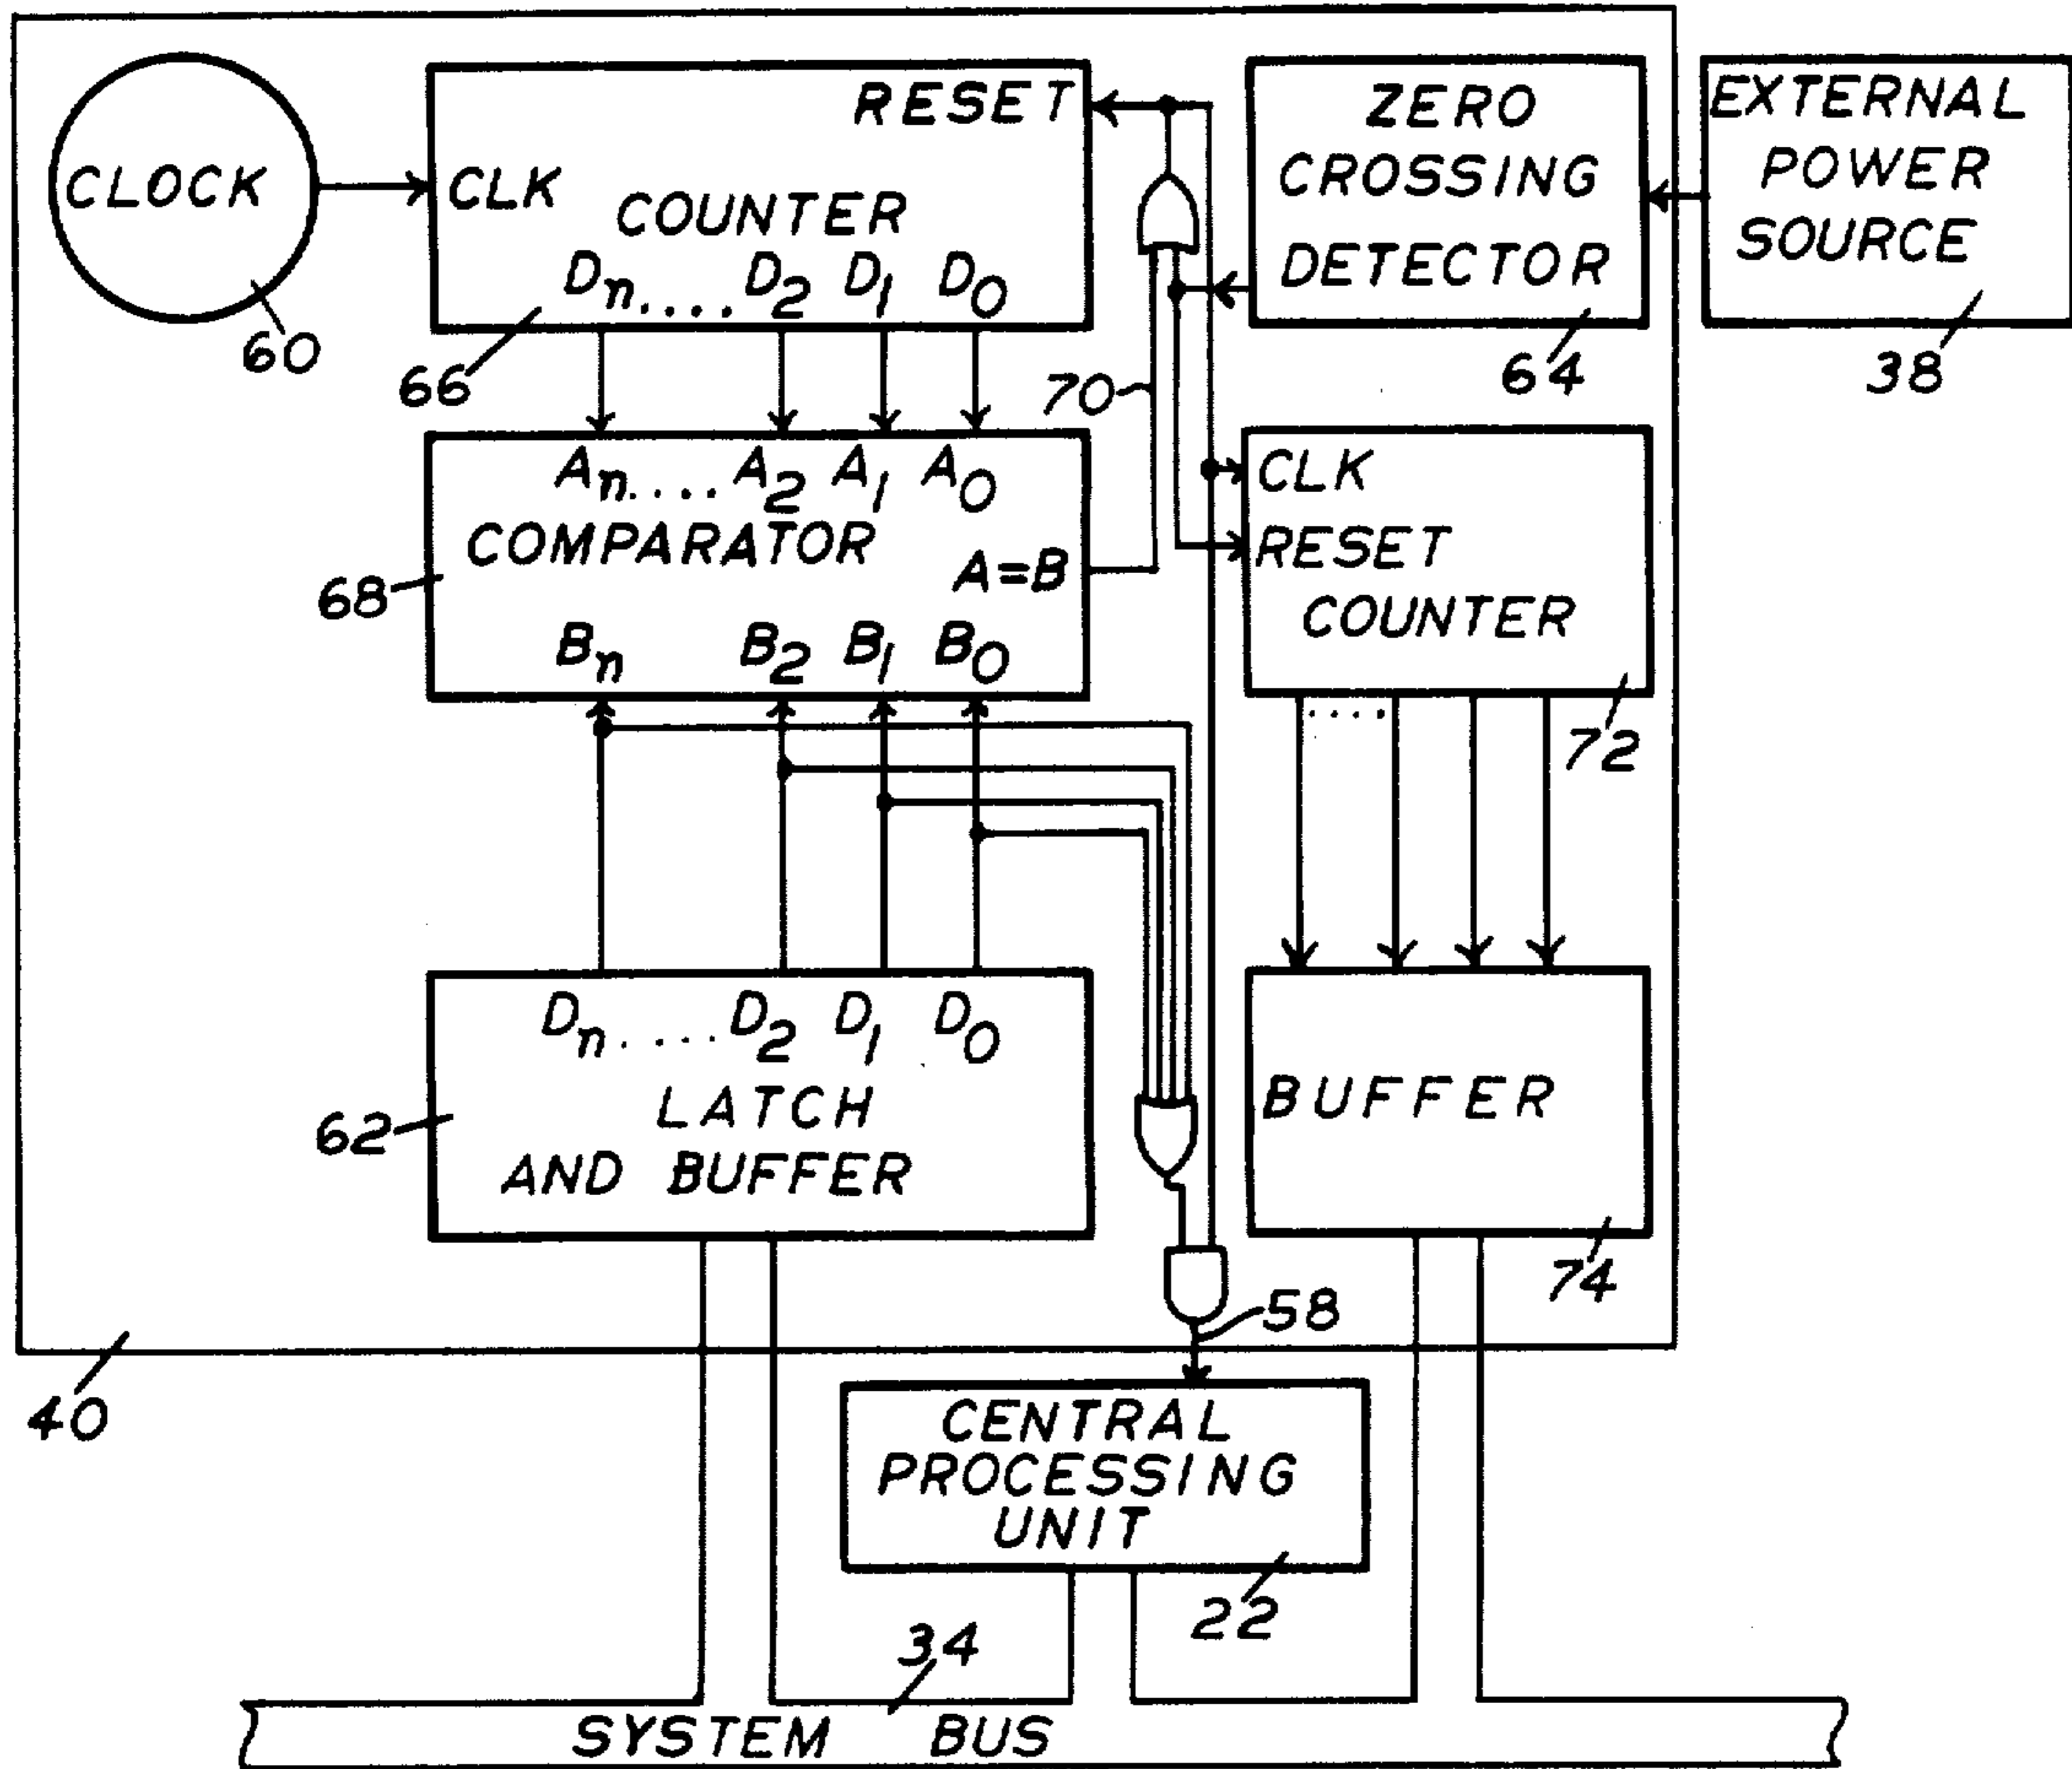 CLOCK
60
RESET
CLK
COUNTER
Dn.... D2 D1 D0
66
ZERO
CROSSING
DETECTOR
64
EXTERNAL
POWER
SOURCE
38
70
An.... A2 A1 A0
COMPARATOR
A=B
Bn B2 B1 B0
68
CLK
RESET
COUNTER
....
72
Dn..... D2 D1 D0
LATCH
AND BUFFER
62
BUFFER
74
58
40
CENTRAL
PROCESSING
UNIT
22
34
SYSTEM BUS